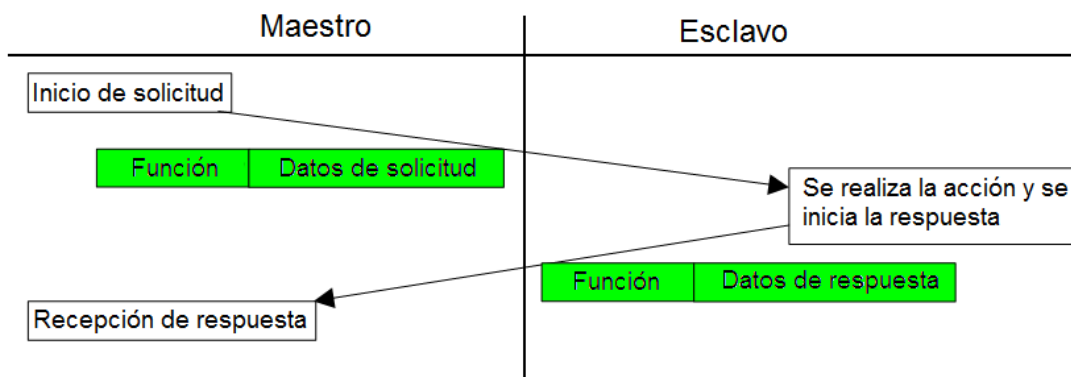 Maestro
Esclavo
Inicio de solicitud
Función
Datos de solicitud
Se realiza la acción y se
inicia la respuesta
Función
Datos de respuesta
Recepción de respuesta